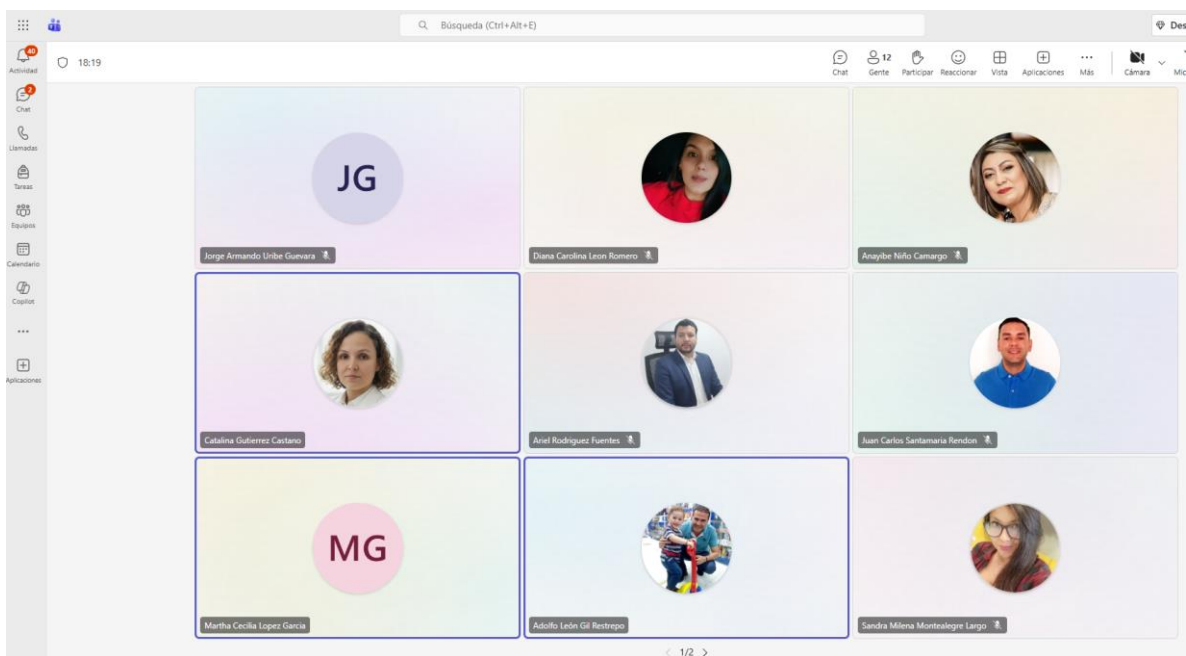 Búsqueda (Ctrl+Alt+E)
Des
40
Actividad
18:19
Chat
12
Gente
Participar
Reaccionar
Vista
Aplicaciones
Más
Cámara
Mic
2
Chat
Llamadas
Tareas
Equipos
Calendario
Copilot
Aplicaciones
JG
Jorge Armando Uribe Guevara
Diana Carolina Leon Romero
Anayibe Niño Camargo
Catalina Gutierrez Castano
Ariel Rodriguez Fuentes
Juan Carlos Santamaria Rendon
MG
Martha Cecilia Lopez Garcia
Adolfo León Gil Restrepo
Sandra Milena Montealegre Largo
1/2